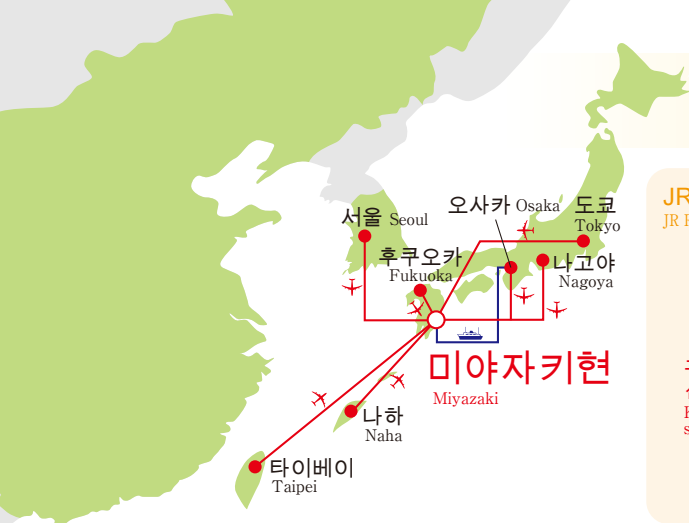 오사카 Osaka
도쿄
Tokyo
서울 Seoul
후쿠오카
Fukuoka
나고야
Nagoya
미야자키현
Miyazaki
나하
Naha
타이베이
Taipei
JR
JR